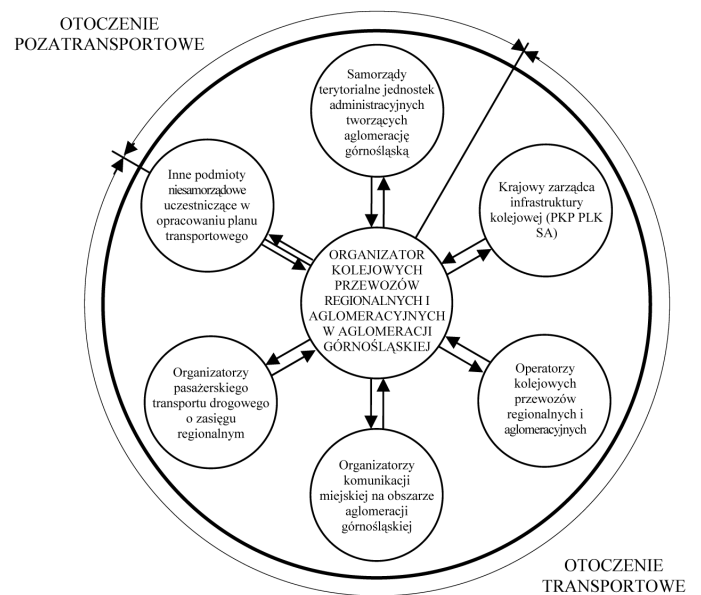 OTOCZENIE
POZATRANSPORTOWE
Samorządy
terytorialne jednostek
administracyjnych
tworzących
aglomerację
górnośląską
Inne podmioty
niesamorządowe
uczestniczące w
opracowaniu planu
transportowego
Krajowy zarządca
infrastruktury
kolejowej (PKP PLK
SA)
ORGANIZATOR
KOLEJOWYCH
PRZEWOZÓW
REGIONALNYCH I
AGLOMERACYJNYCH
W AGLOMERACJI
GÓRNOŚLĄSKIEJ
Organizatorzy
pasażerskiego
transportu drogowego
o zasięgu
regionalnym
Operatorzy
kolejowych
przewozów
regionalnych i
aglomeracyjnych
Organizatorzy
komunikacji
miejskiej na obszarze
aglomeracji
górnośląskiej
OTOCZENIE
TRANSPORTOWE